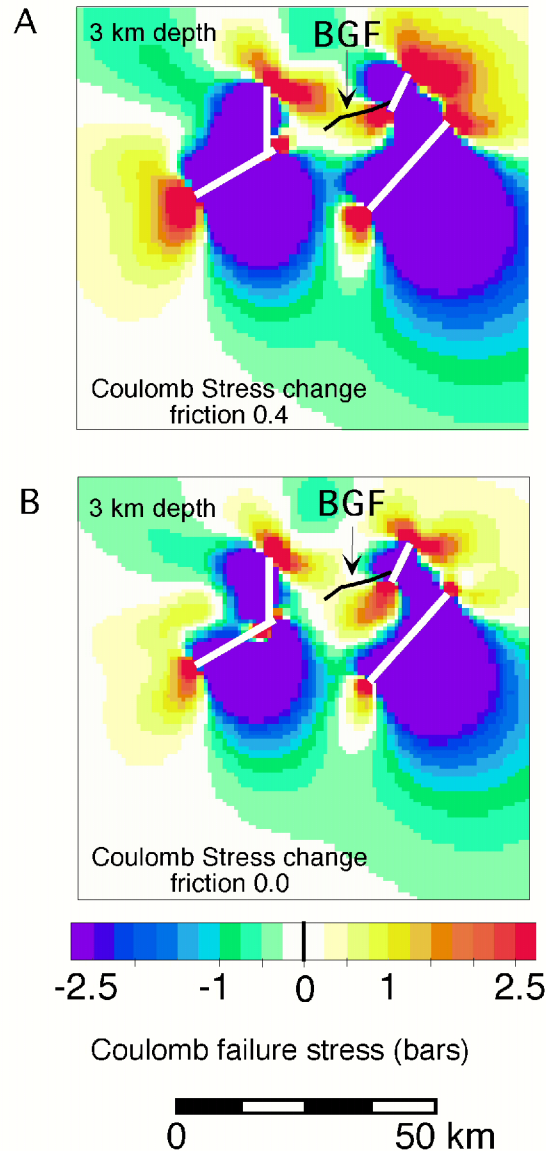 A
3 km depth
BGF
Coulomb Stress change
friction 0.4
B
3 km depth
BGF
Coulomb Stress change
friction 0.0
-2.5 -1 0 1 2.5
Coulomb failure stress (bars)
0 50 km